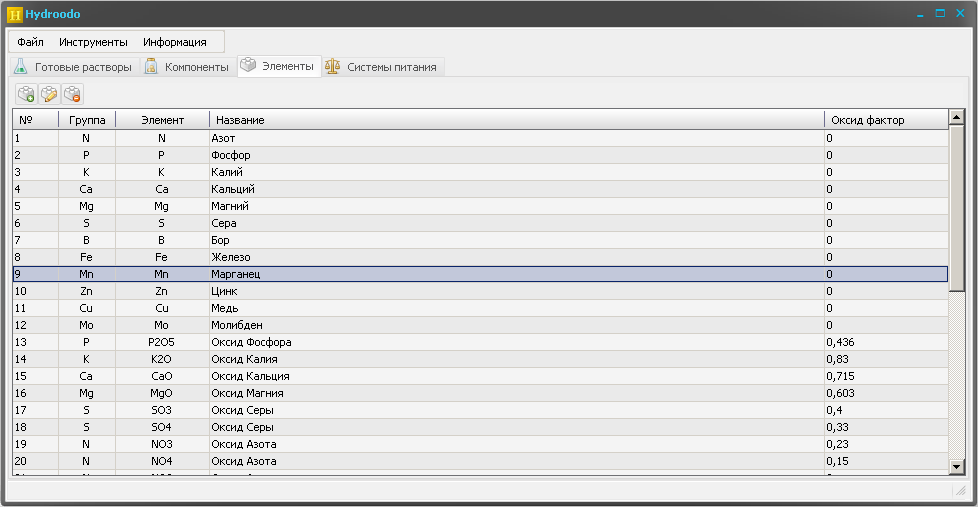 H Hydroodo
Файл Инструменты Информация
Готовые растворы Компоненты Элементы Системы питания
№ Группа Элемент Название Оксид фактор
1 N N Азот 0
2 P P Фосфор 0
3 K K Калий 0
4 Ca Ca Кальций 0
5 Mg Mg Магний 0
6 S S Сера 0
7 B B Бор 0
8 Fe Fe Железо 0
9 Mn Mn Марганец 0
10 Zn Zn Цинк 0
11 Cu Cu Медь 0
12 Mo Mo Молибден 0
13 P P2O5 Оксид Фосфора 0,436
14 K K2O Оксид Калия 0,83
15 Ca CaO Оксид Кальция 0,715
16 Mg MgO Оксид Магния 0,603
17 S SO3 Оксид Серы 0,4
18 S SO4 Оксид Серы 0,33
19 N NO3 Оксид Азота 0,23
20 N NO4 Оксид Азота 0,15